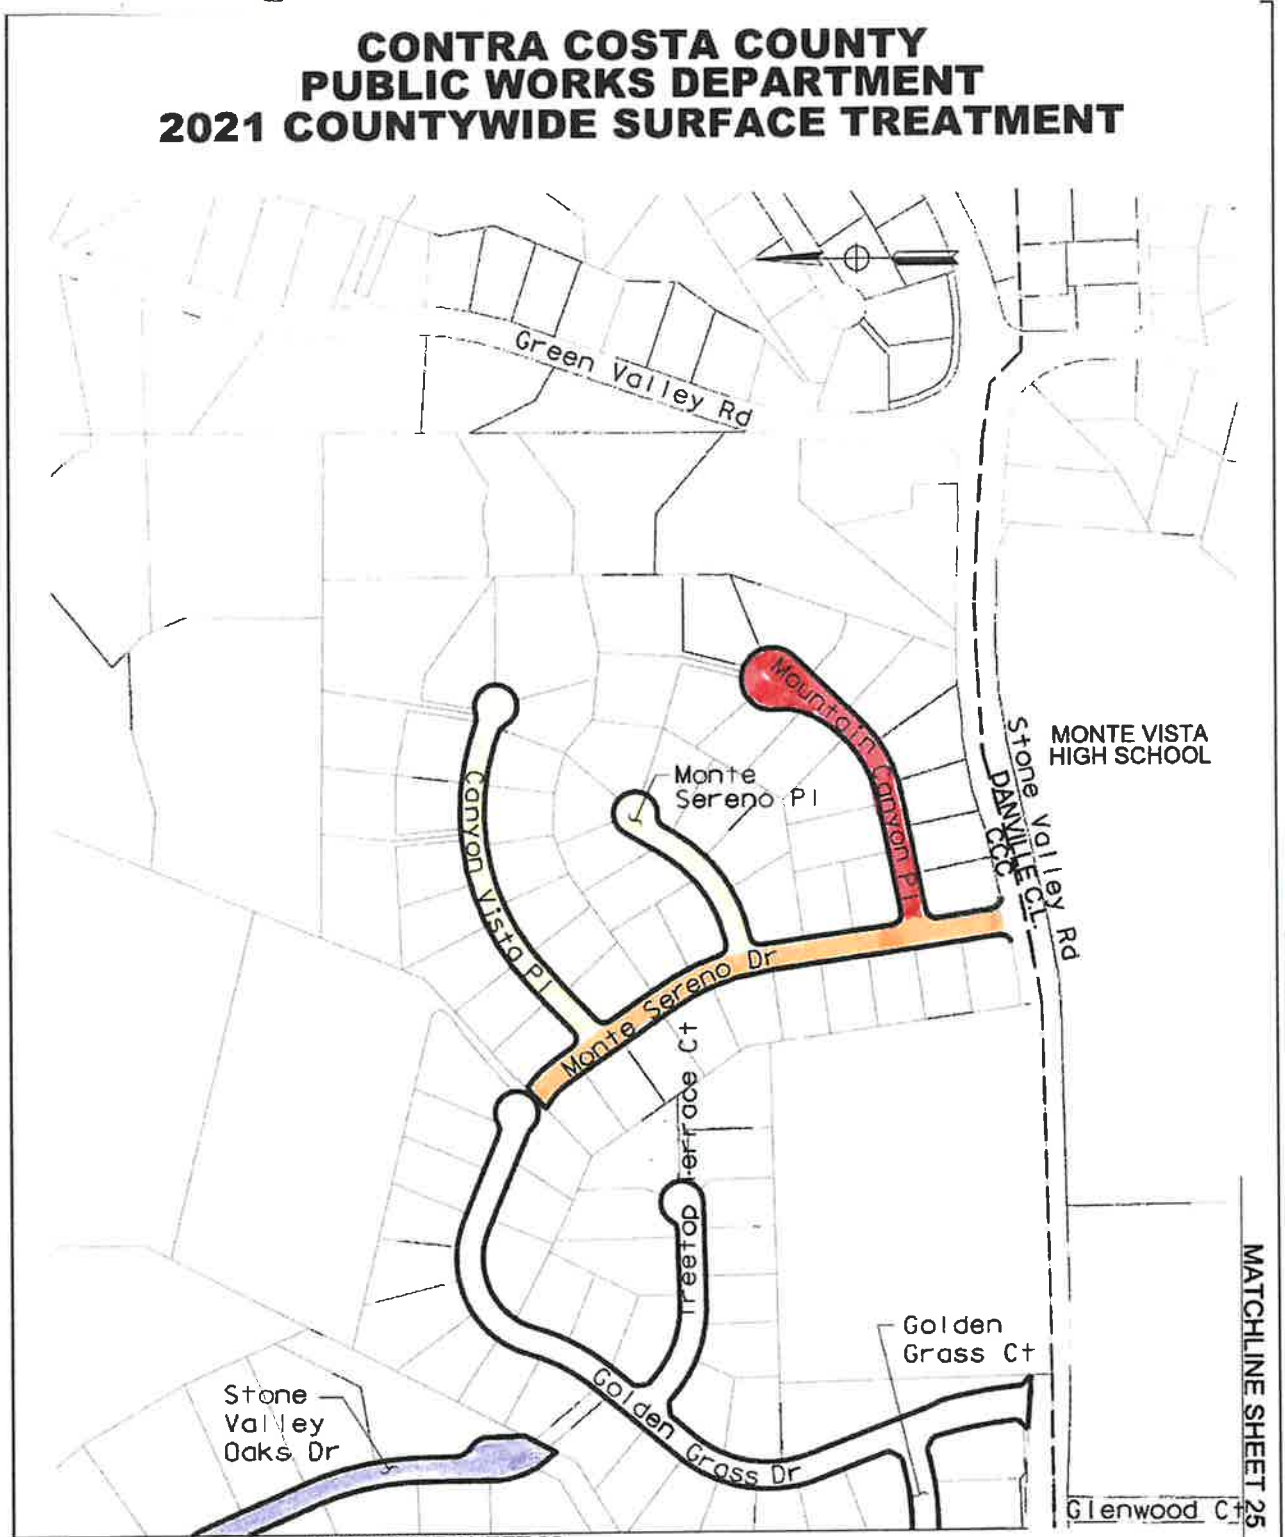 CONTRA COSTA COUNTY
PUBLIC WORKS DEPARTMENT
2021 COUNTYWIDE SURFACE TREATMENT
Green Valley Rd
Mountain Canyon Pl
MONTE VISTA
HIGH SCHOOL
Stone Valley Rd
DANVILLE C.L.
CCC
Monte
Sereno Pl
Canyon Vista Pl
Monte Sereno Dr
Treetop Terrace Ct
Golden
Grass Ct
Stone
Valley
Oaks Dr
Golden Grass Dr
MATCHLINE SHEET 25
Glenwood Ct